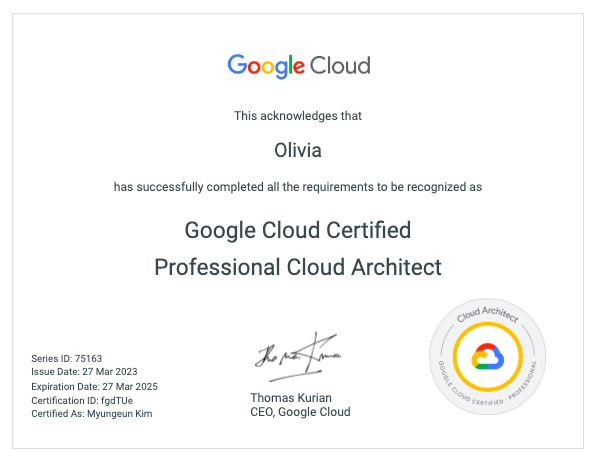 Google Cloud
This acknowledges that
Olivia
has successfully completed all the requirements to be recognized as
Google Cloud Certified
Professional Cloud Architect
Series ID: 75163
Issue Date: 27 Mar 2023
Expiration Date: 27 Mar 2025
Certification ID: fgdTUe
Certified As: Myungeun Kim
Thomas Kurian
Thomas Kurian
CEO, Google Cloud
Cloud Architect
GOOGLE CLOUD CERTIFIED · PROFESSIONAL